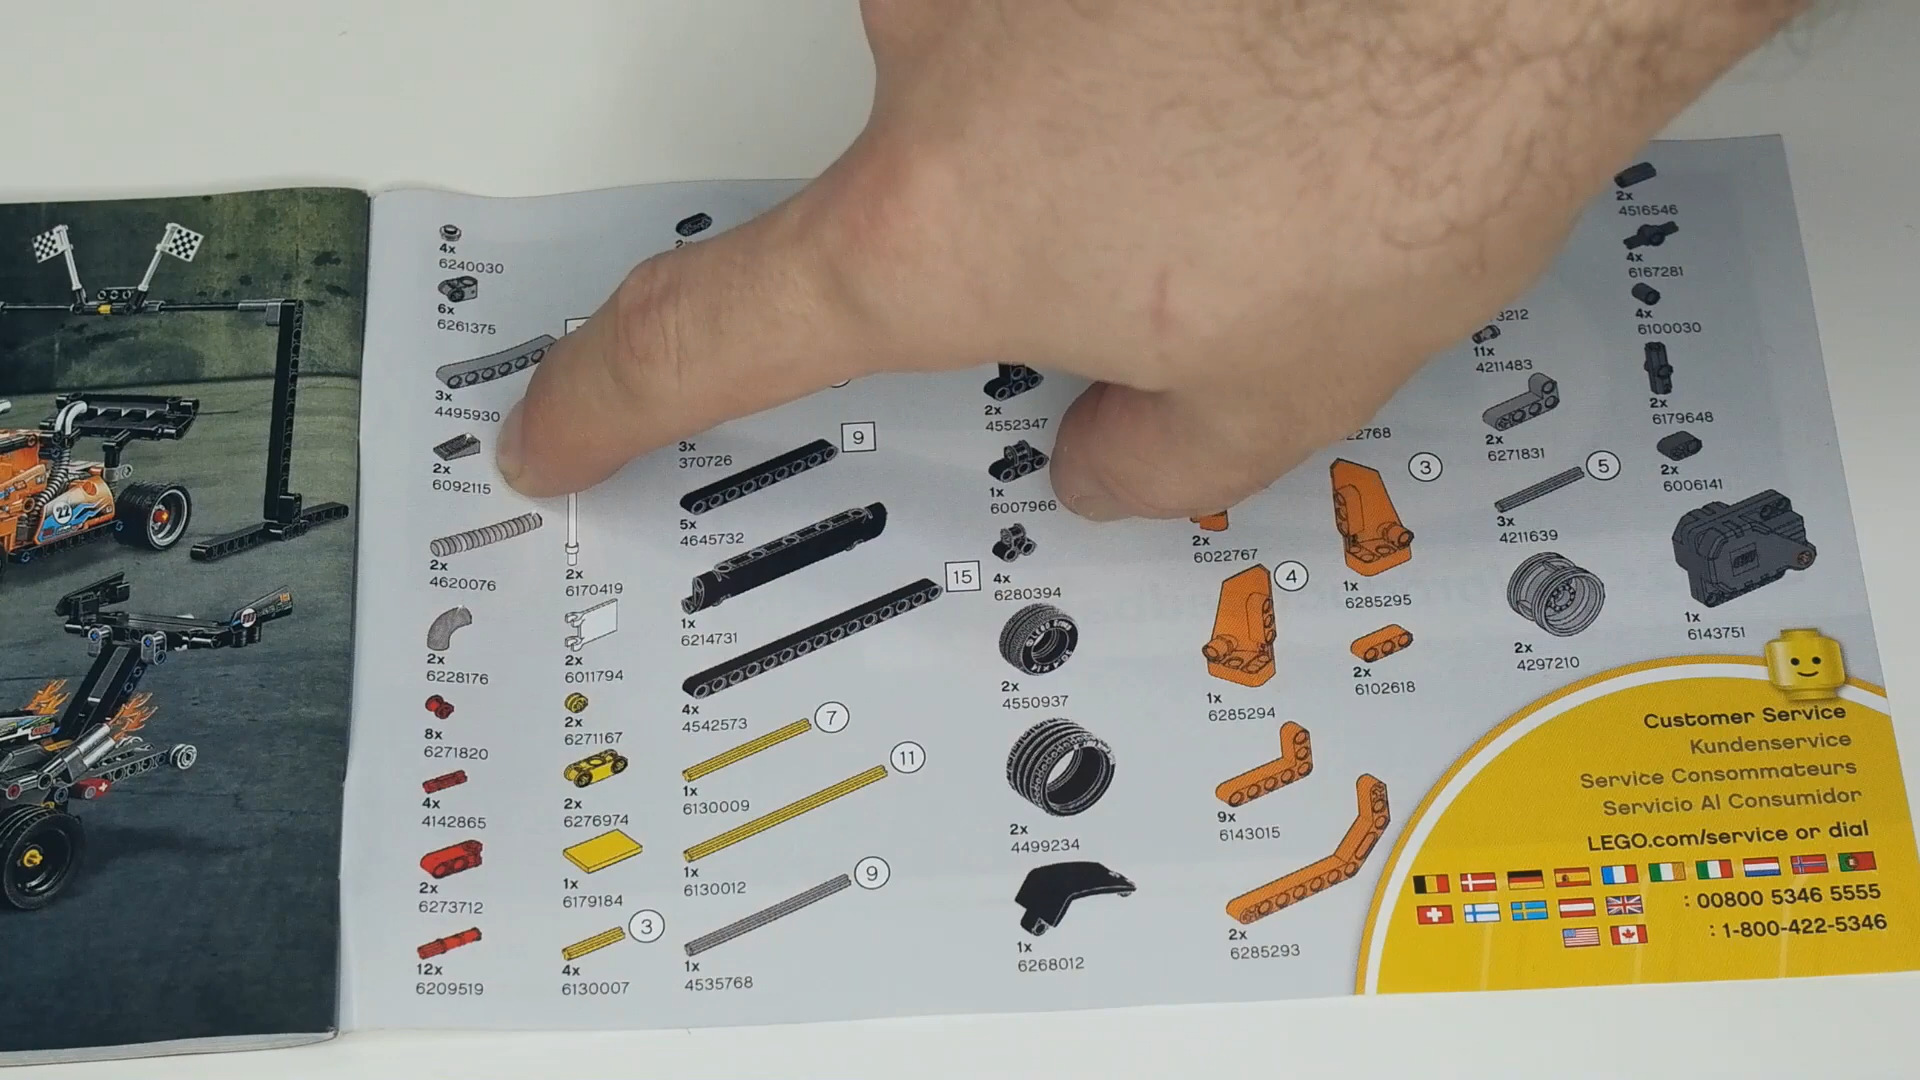 22
4x
6240030
6x
6261375
3x
4495930
2x
6092115
2x
4620076
2x
6228176
8x
6271820
4x
4142865
2x
6273712
12x
6209519
2x
6170419
2x
6011794
2x
6271167
2x
6276974
1x
6179184
3
4x
6130007
3x
370726
9
5x
4645732
1x
6214731
15
4x
4542573
7
1x
6130009
11
1x
6130012
9
1x
4535768
2x
4552347
1x
6007966
4x
6280394
2x
4550937
2x
4499234
1x
6268012
2x
6022767
4
1x
6285294
9x
6143015
2x
6285293
3
1x
6285295
2x
6102618
11x
4211483
2x
6271831
5
3x
4211639
2x
4297210
2x
4516546
4x
6167281
4x
6100030
2x
6179648
2x
6006141
1x
6143751
Customer Service
Kundenservice
Service Consommateurs
Servicio Al Consumidor
LEGO.com/service or dial
: 00800 5346 5555
: 1-800-422-5346